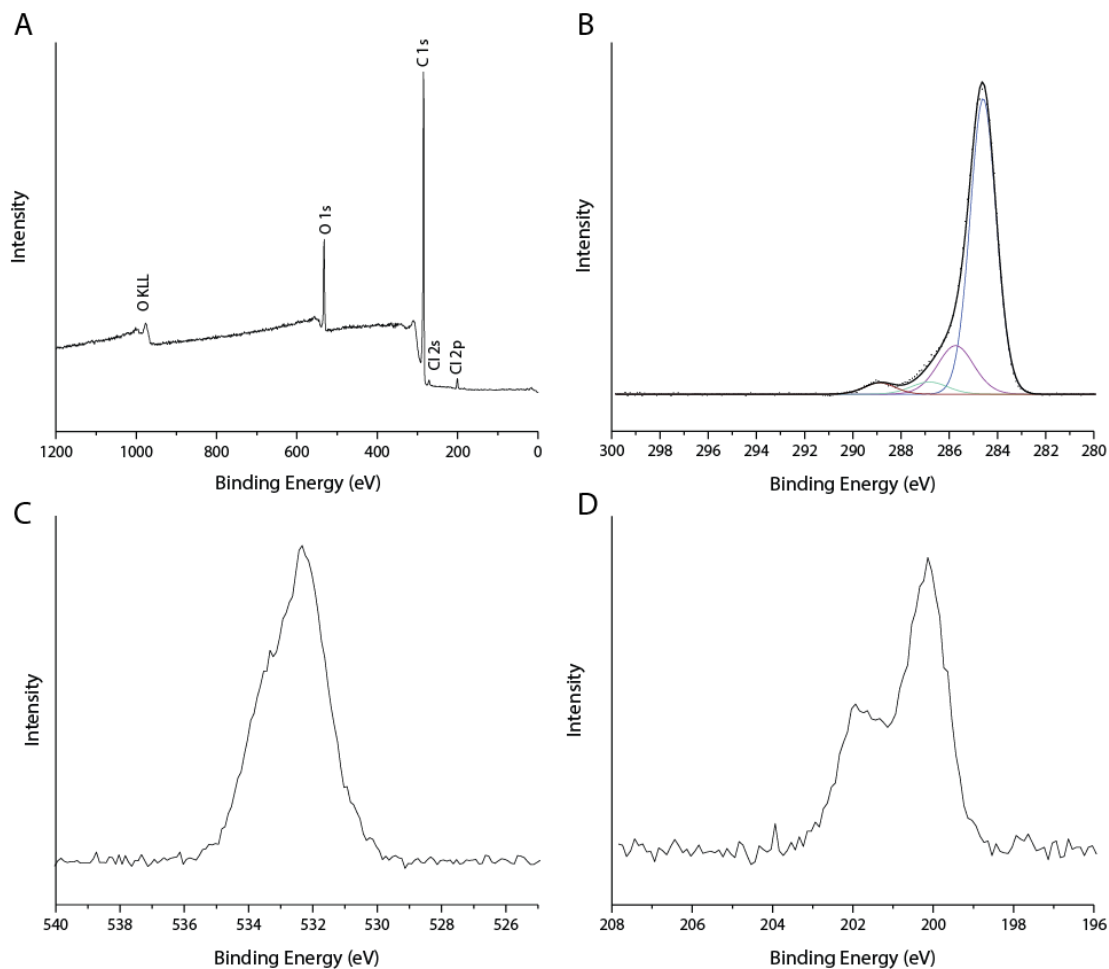 A
Intensity
O KLL
O 1s
C 1s
Cl 2s
Cl 2p
1200 1000 800 600 400 200 0
Binding Energy (eV)
B
Intensity
300 298 296 294 292 290 288 286 284 282 280
Binding Energy (eV)
C
Intensity
540 538 536 534 532 530 528 526
Binding Energy (eV)
D
Intensity
208 206 204 202 200 198 196
Binding Energy (eV)